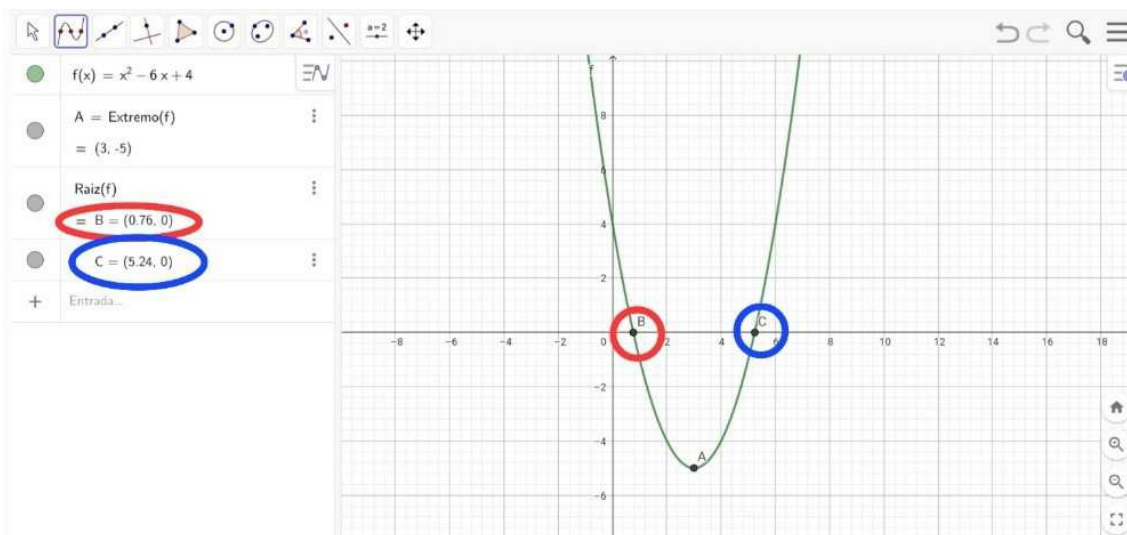 a=2
f(x) = x² − 6 x + 4
A = Extremo(f)
= (3, -5)
Raiz(f)
= B = (0.76, 0)
C = (5.24, 0)
+ Entrada...
f
8
6
4
2
−8 −6 −4 −2 0 2 4 6 8 10 12 14 16 18
B
C
−2
−4
A
−6